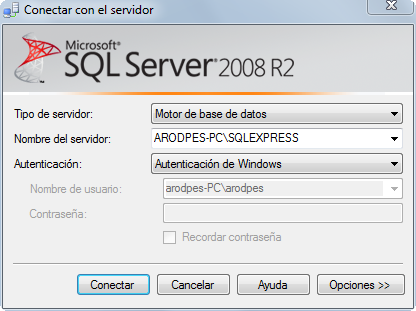 Conectar con el servidor
Microsoft®
SQL Server® 2008 R2
Tipo de servidor: Motor de base de datos
Nombre del servidor: ARODPES-PC\SQLEXPRESS
Autenticación: Autenticación de Windows
Nombre de usuario: arodpes-PC\arodpes
Contraseña:
Recordar contraseña
Conectar Cancelar Ayuda Opciones >>